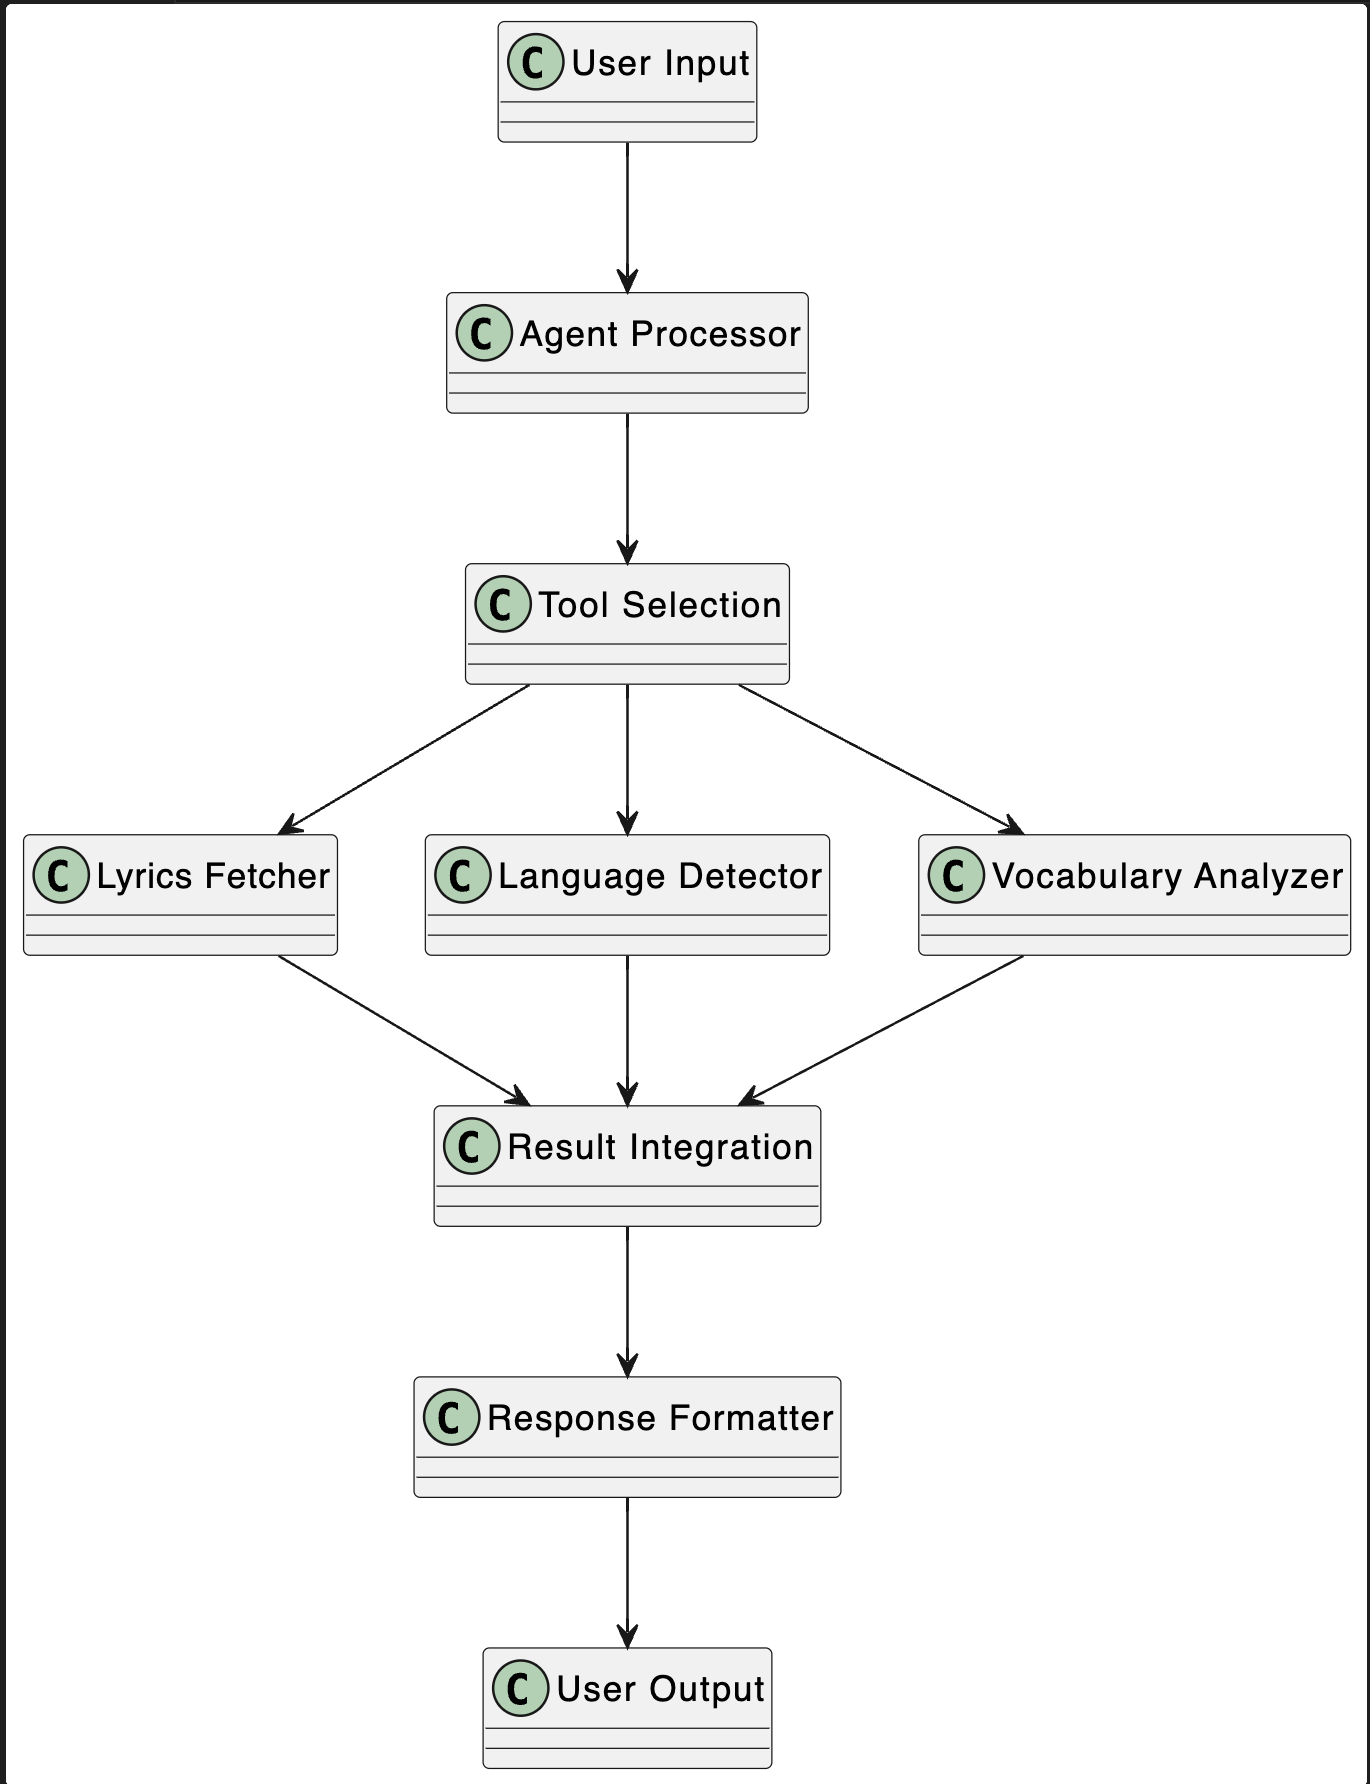 C User Input
C Agent Processor
C Tool Selection
C Lyrics Fetcher
C Language Detector
C Vocabulary Analyzer
C Result Integration
C Response Formatter
C User Output